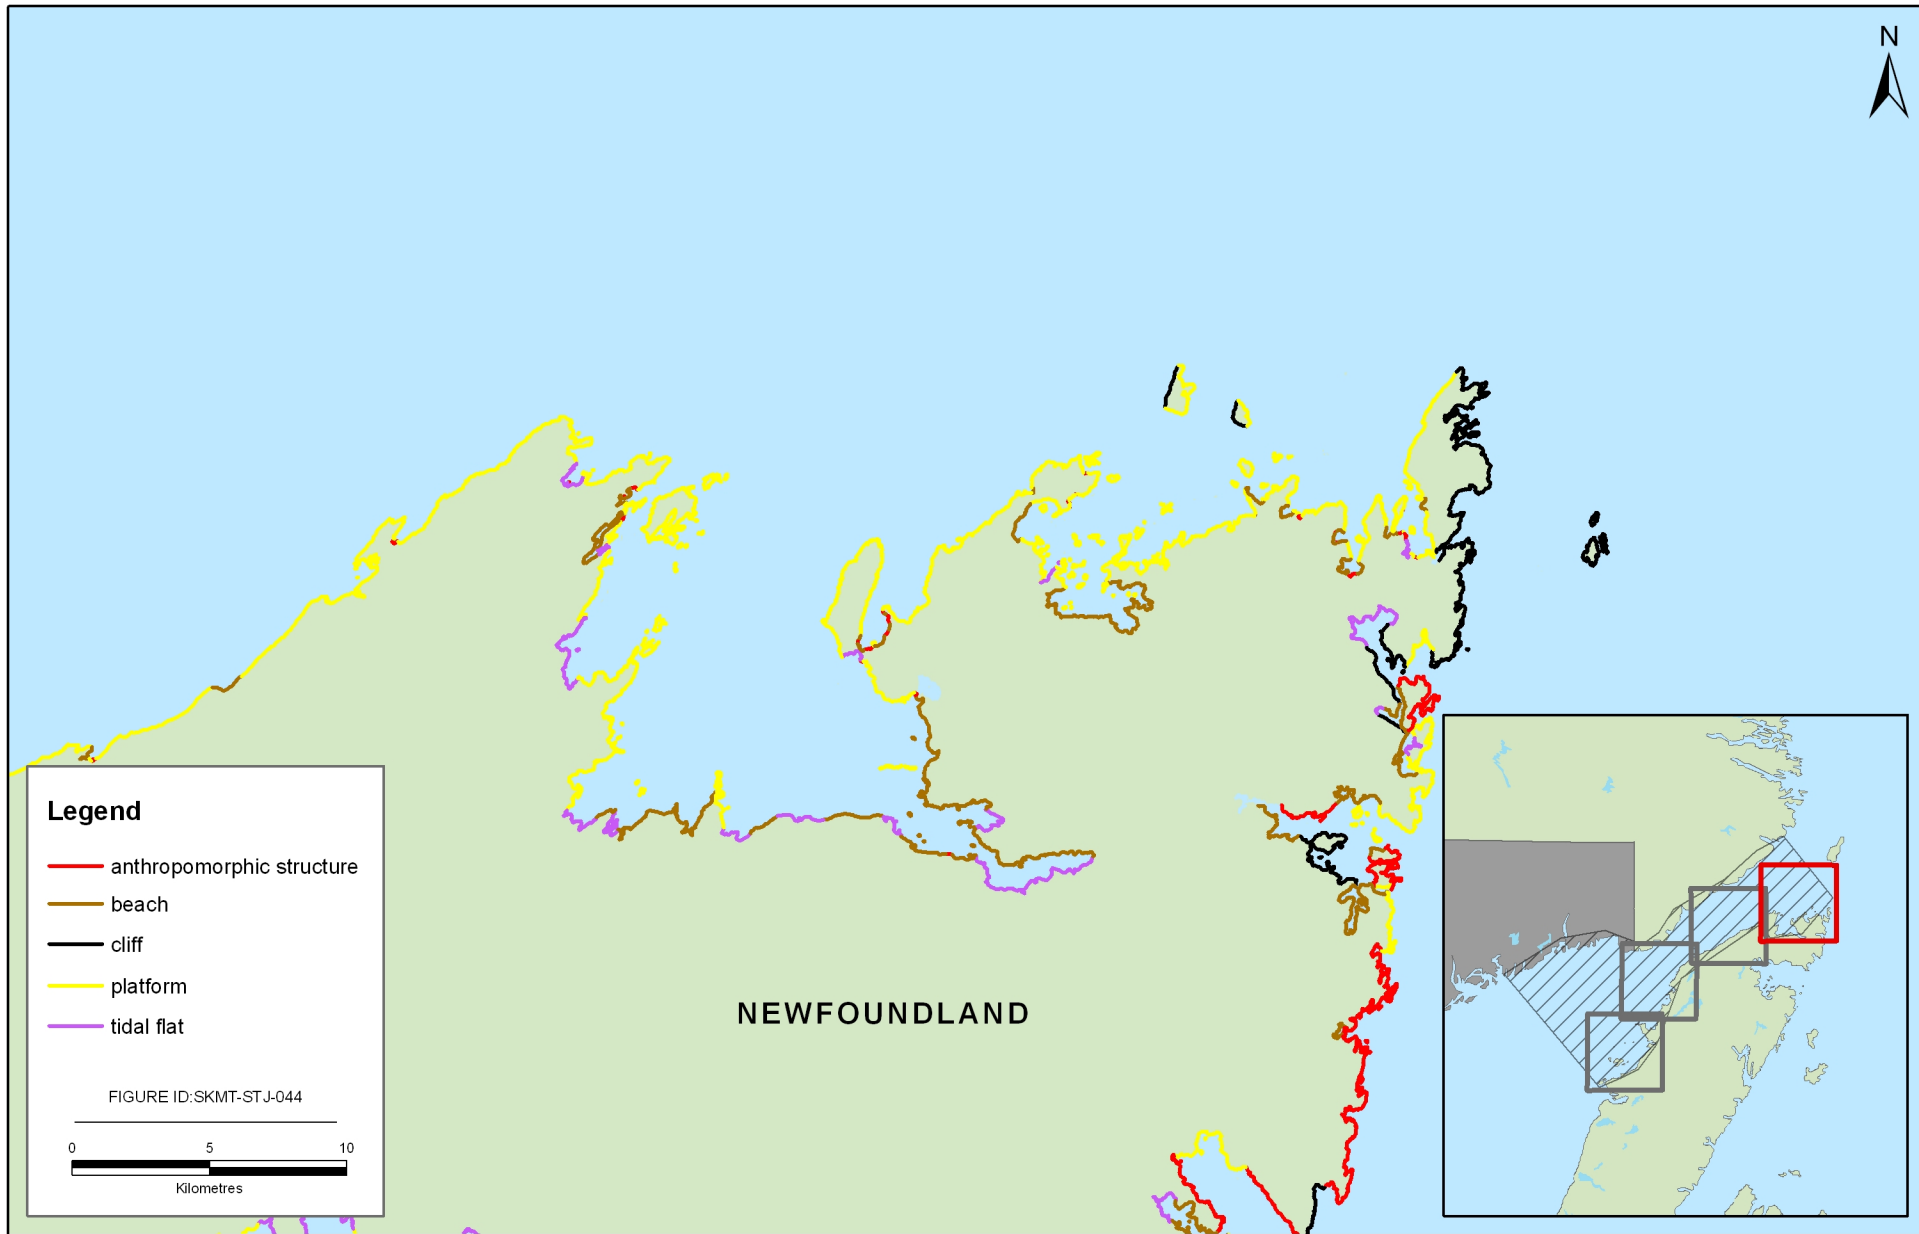 N
Legend
anthropomorphic structure
beach
cliff
platform
tidal flat
FIGURE ID:SKMT-STJ-044
0 5 10
Kilometres
NEWFOUNDLAND